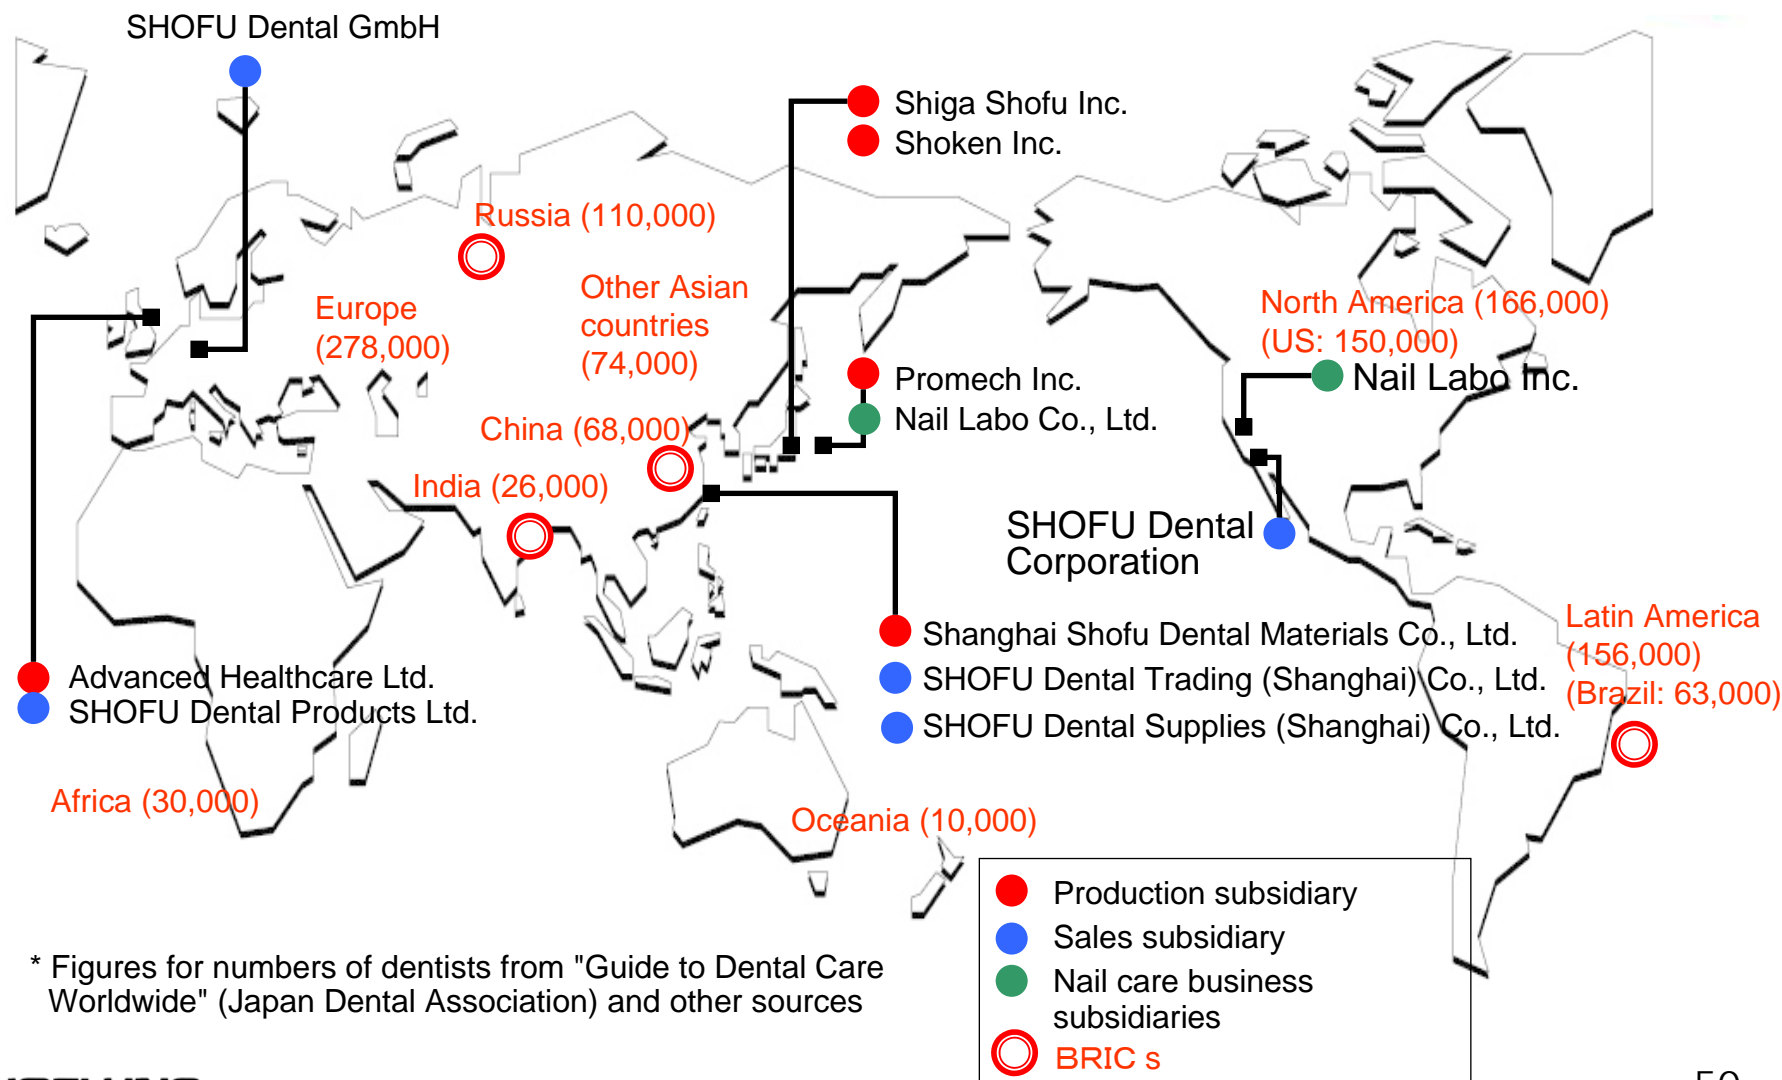 SHOFU Dental GmbH
Shiga Shofu Inc.
Shoken Inc.
Russia (110,000)
Other Asian
countries
(74,000)
Europe
(278,000)
North America (166,000)
(US: 150,000)
Nail Labo Inc.
Promech Inc.
Nail Labo Co., Ltd.
China (68,000)
India (26,000)
SHOFU Dental
Corporation
Latin America
(156,000)
(Brazil: 63,000)
Shanghai Shofu Dental Materials Co., Ltd.
SHOFU Dental Trading (Shanghai) Co., Ltd.
SHOFU Dental Supplies (Shanghai) Co., Ltd.
Advanced Healthcare Ltd.
SHOFU Dental Products Ltd.
Africa (30,000)
Oceania (10,000)
Production subsidiary
Sales subsidiary
Nail care business
subsidiaries
BRIC s
* Figures for numbers of dentists from "Guide to Dental Care
Worldwide" (Japan Dental Association) and other sources